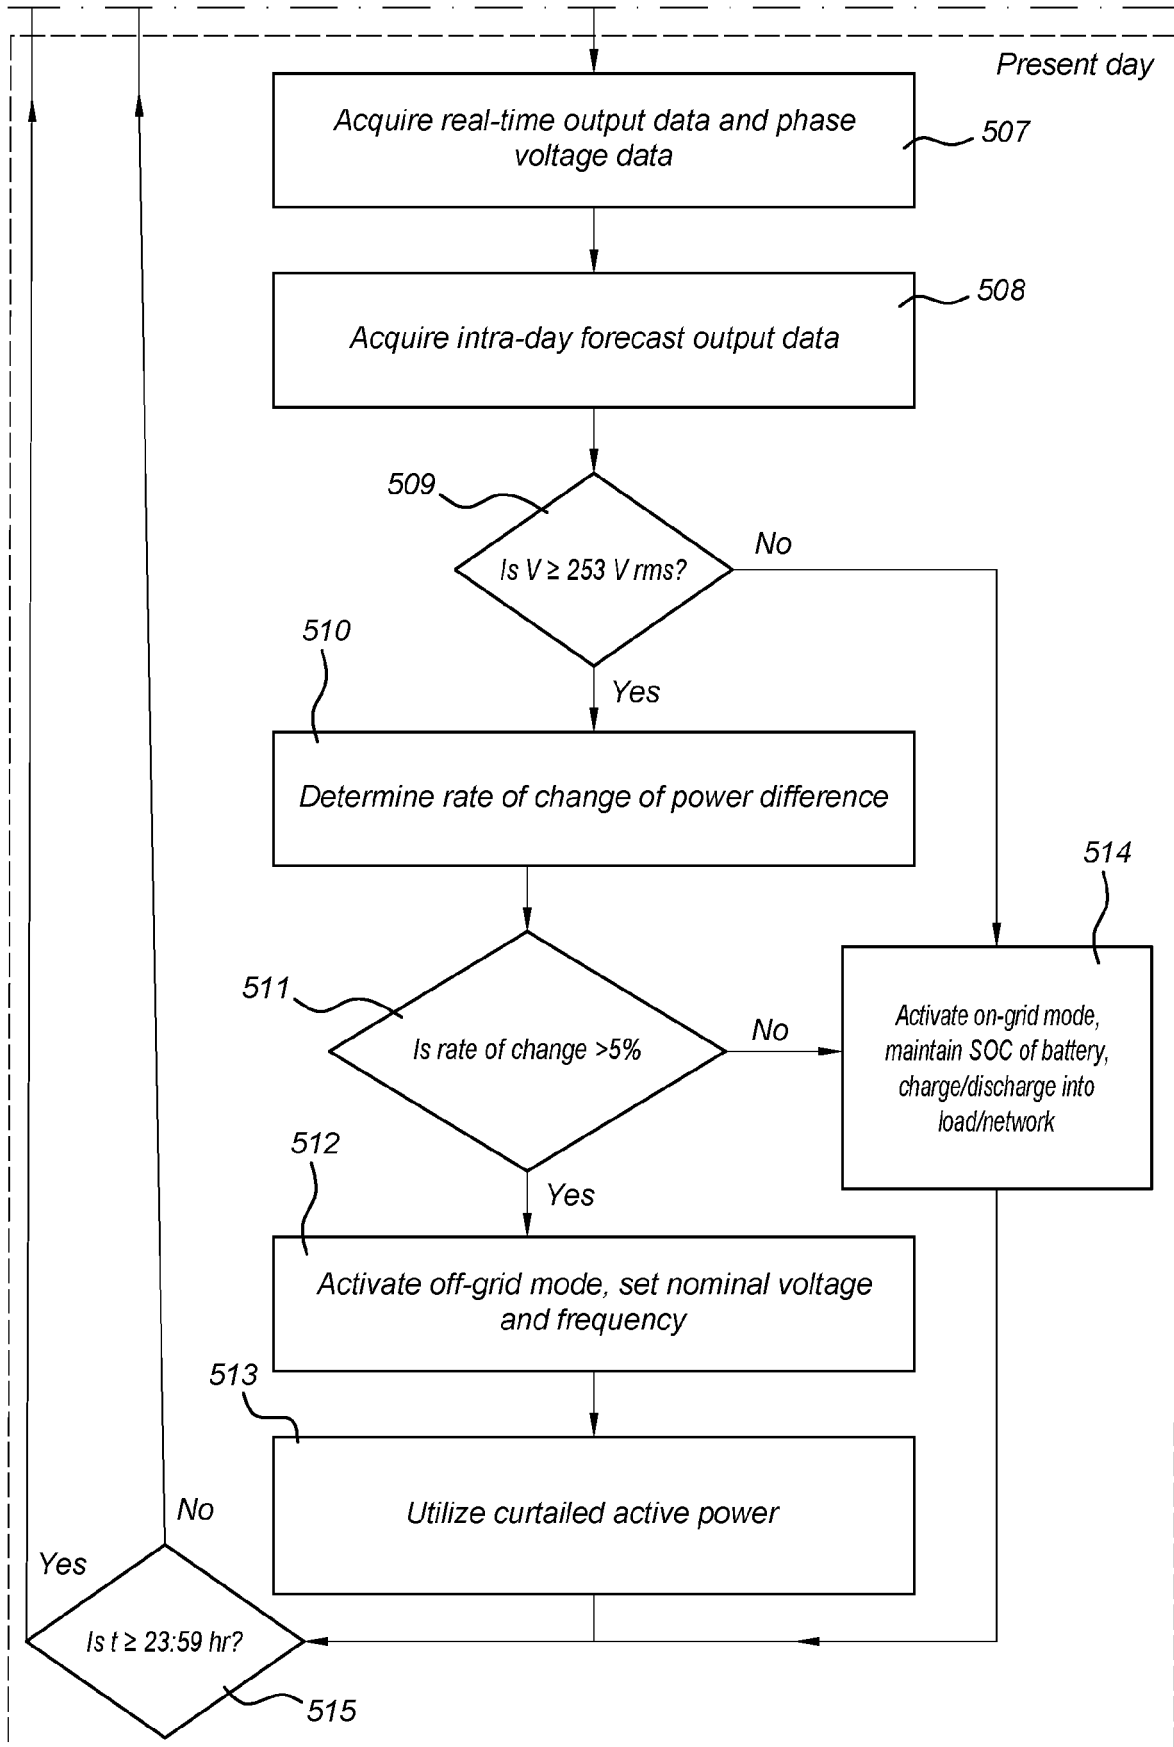 Present day
Acquire real-time output data and phase
voltage data
507
Acquire intra-day forecast output data
508
509
Is V ≥ 253 V rms?
No
Yes
510
Determine rate of change of power difference
511
Is rate of change >5%
No
Yes
514
Activate on-grid mode,
maintain SOC of battery,
charge/discharge into
load/network
512
Activate off-grid mode, set nominal voltage
and frequency
513
Utilize curtailed active power
No
Yes
Is t ≥ 23:59 hr?
515